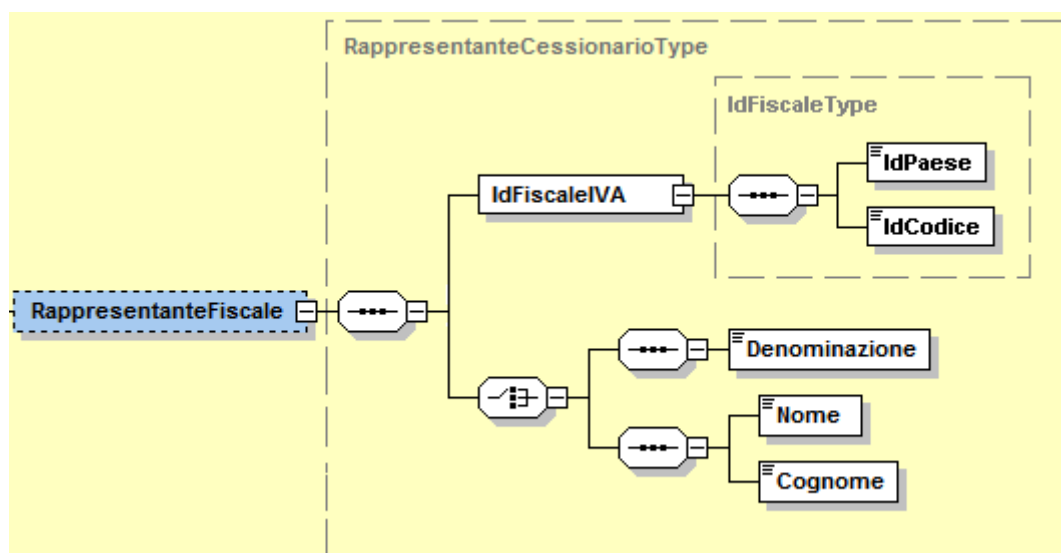 RappresentanteCessionarioType
IdFiscaleType
IdPaese
IdFiscaleIVA
IdCodice
RappresentanteFiscale
Denominazione
Nome
Cognome